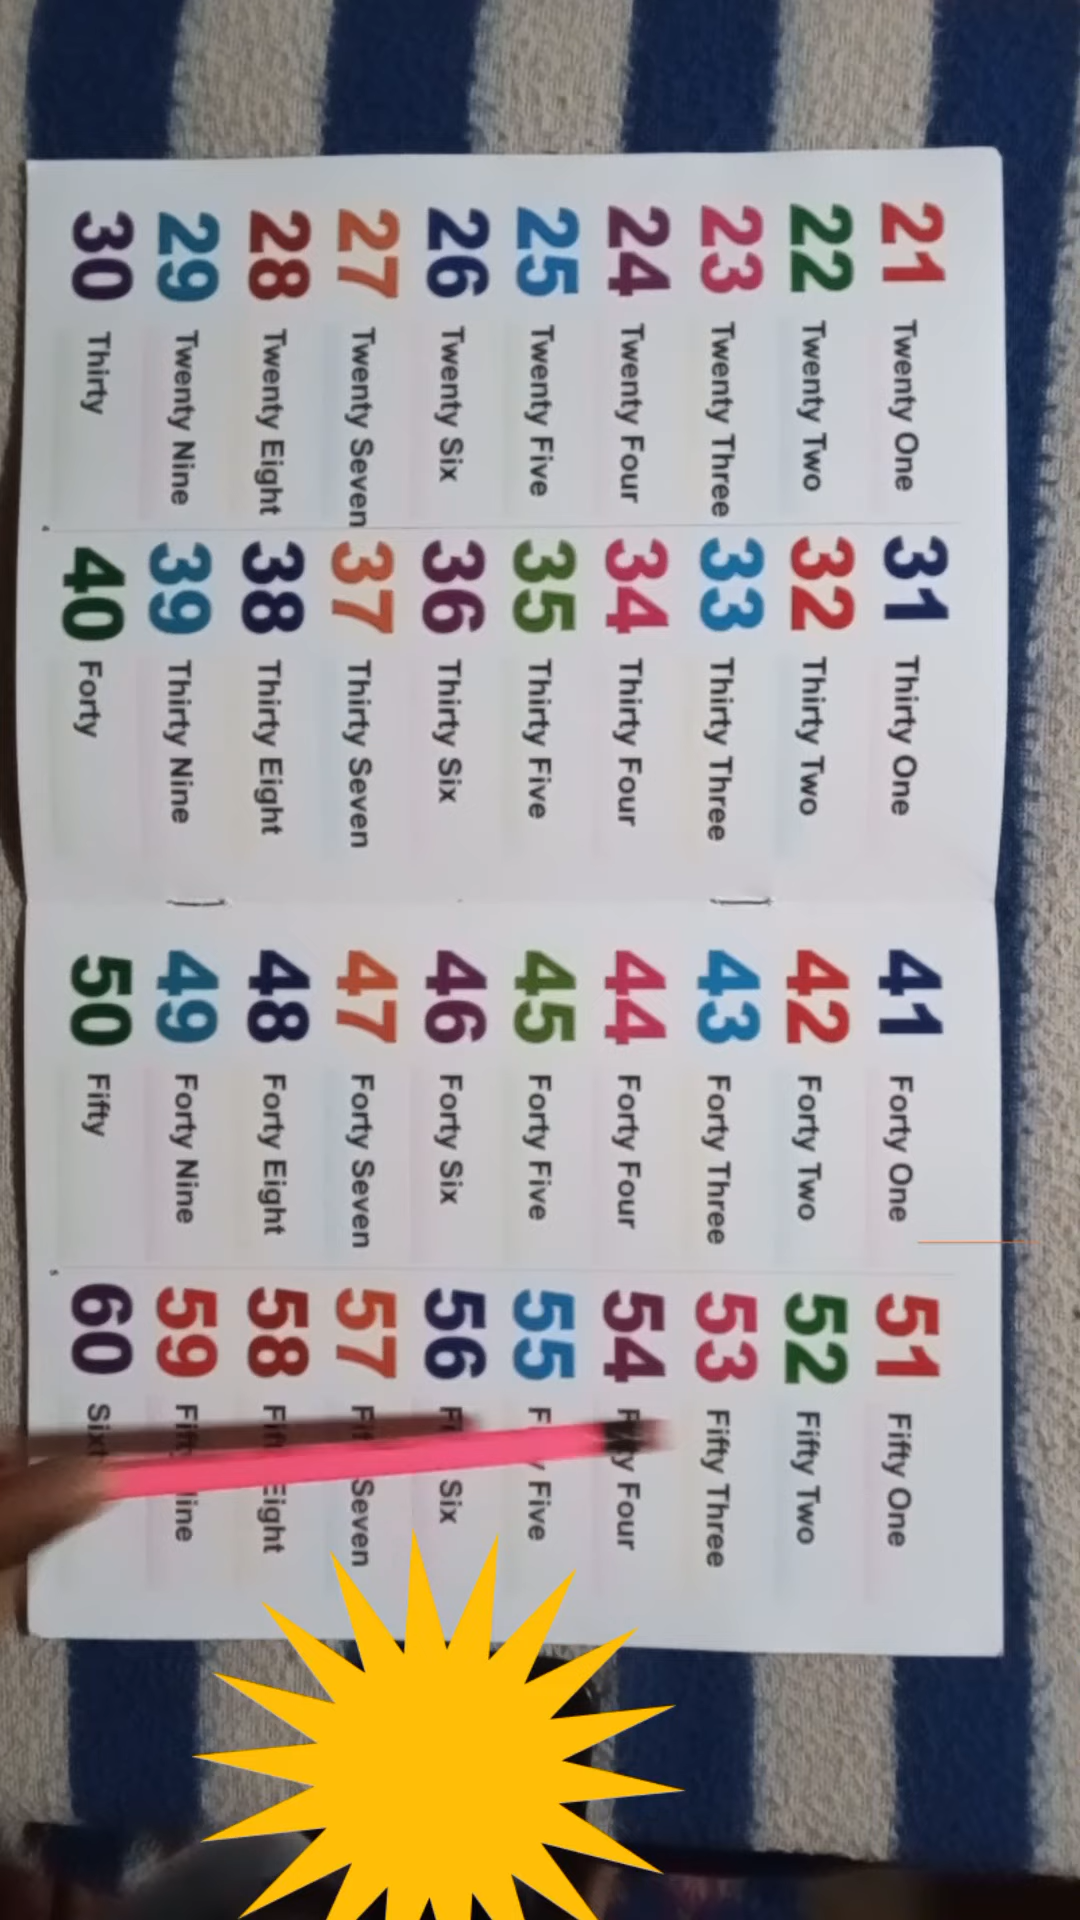 21 Twenty One
22 Twenty Two
23 Twenty Three
24 Twenty Four
25 Twenty Five
26 Twenty Six
27 Twenty Seven
28 Twenty Eight
29 Twenty Nine
30 Thirty
31 Thirty One
32 Thirty Two
33 Thirty Three
34 Thirty Four
35 Thirty Five
36 Thirty Six
37 Thirty Seven
38 Thirty Eight
39 Thirty Nine
40 Forty
4
41 Forty One
42 Forty Two
43 Forty Three
44 Forty Four
45 Forty Five
46 Forty Six
47 Forty Seven
48 Forty Eight
49 Forty Nine
50 Fifty
51 Fifty One
52 Fifty Two
53 Fifty Three
54 Fifty Four
55 Five
56 Six
57 Seven
58 Eight
59
60
5